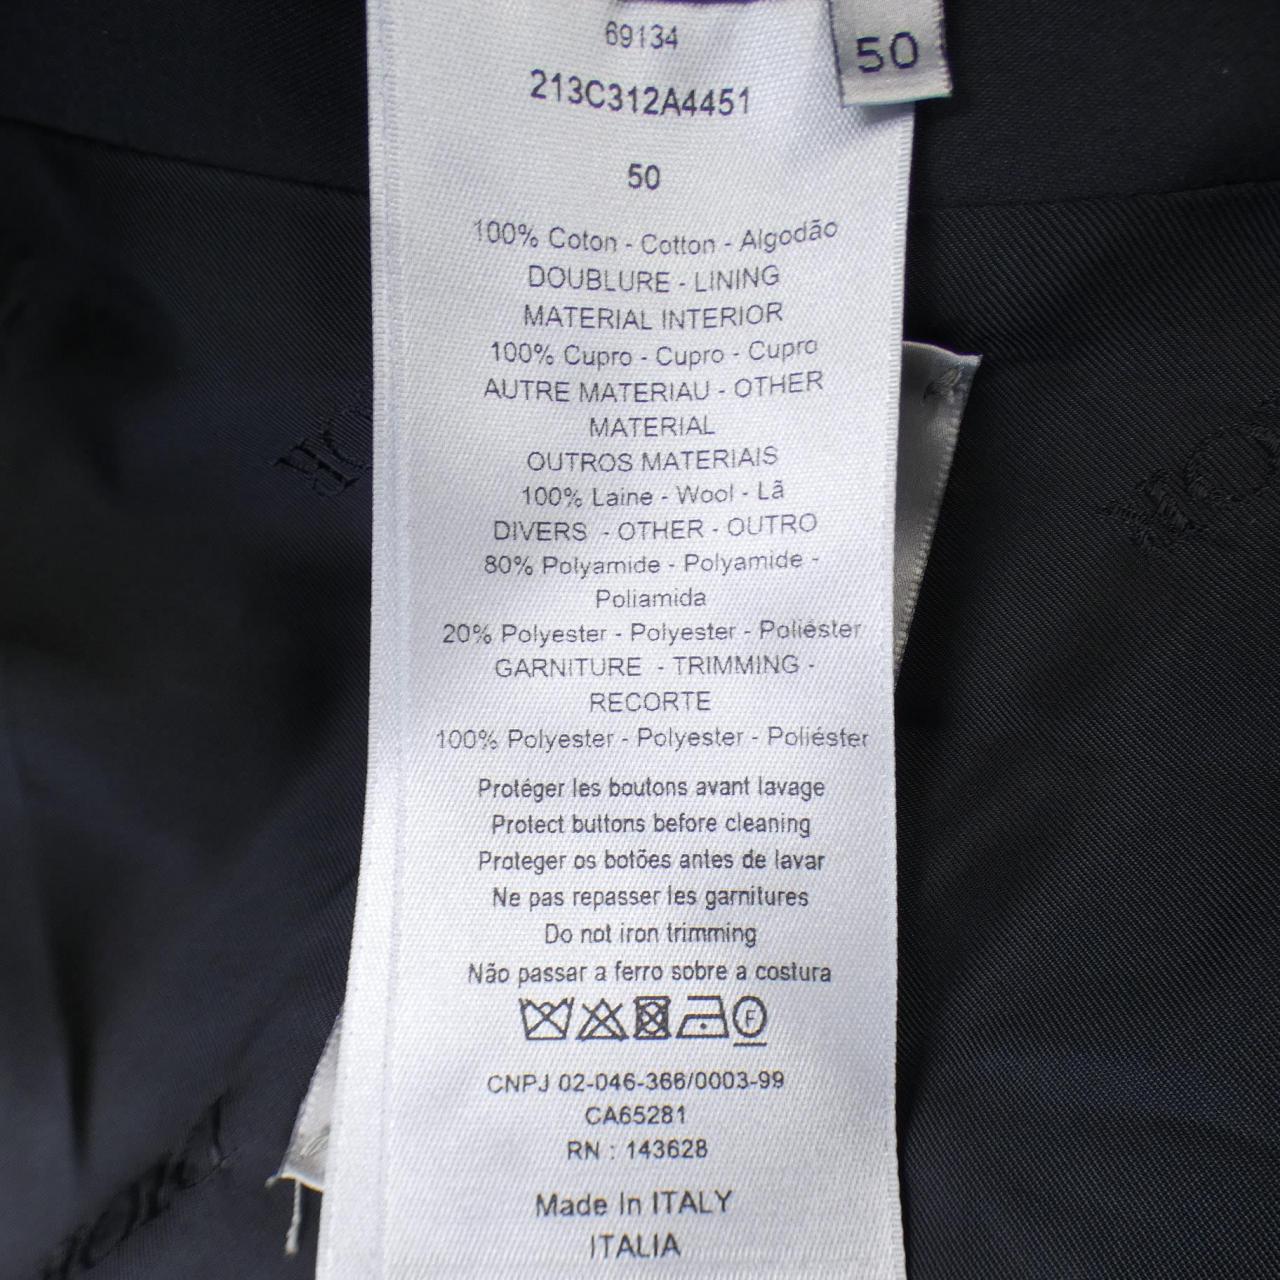 69134
50
213C312A4451
50
100% Coton - Cotton - Algodão
DOUBLURE - LINING
MATERIAL INTERIOR
100% Cupro - Cupro - Cupro
AUTRE MATERIAU - OTHER
MATERIAL
OUTROS MATERIAIS
100% Laine - Wool - Lã
DIVERS - OTHER - OUTRO
80% Polyamide - Polyamide -
Poliamida
20% Polyester - Polyester - Poliéster
GARNITURE - TRIMMING -
RECORTE
100% Polyester - Polyester - Poliéster
Protéger les boutons avant lavage
Protect buttons before cleaning
Proteger os botões antes de lavar
Ne pas repasser les garnitures
Do not iron trimming
Não passar a ferro sobre a costura
F
CNPJ 02-046-366/0003-99
CA65281
RN : 143628
Made In ITALY
ITALIA